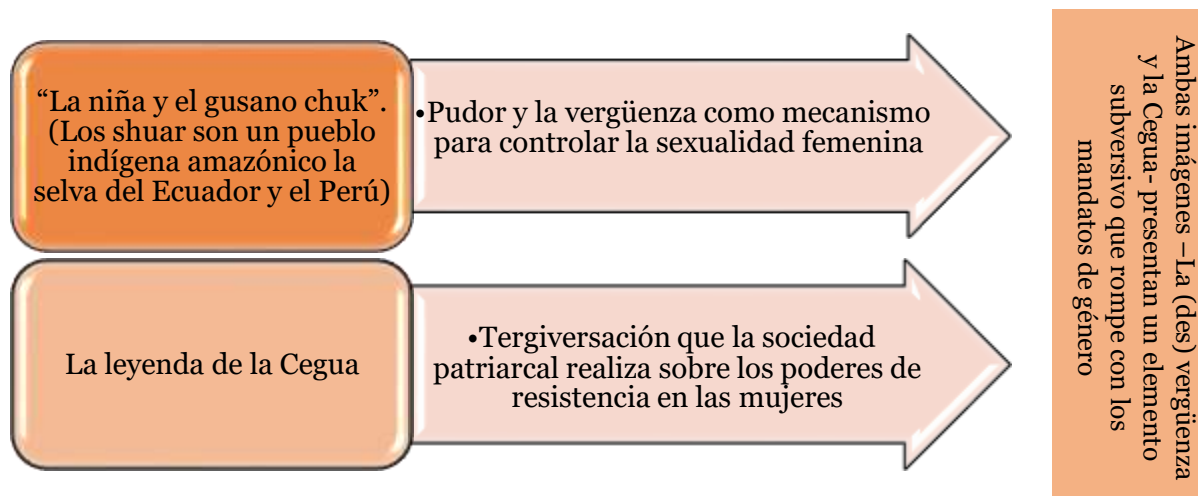 “La niña y el gusano chuk”.
(Los shuar son un pueblo
indígena amazónico la
selva del Ecuador y el Perú)
•Pudor y la vergüenza como mecanismo
para controlar la sexualidad femenina
La leyenda de la Cegua
•Tergiversación que la sociedad
patriarcal realiza sobre los poderes de
resistencia en las mujeres
Ambas imágenes –La (des) vergüenza
y la Cegua- presentan un elemento
subversivo que rompe con los
mandatos de género